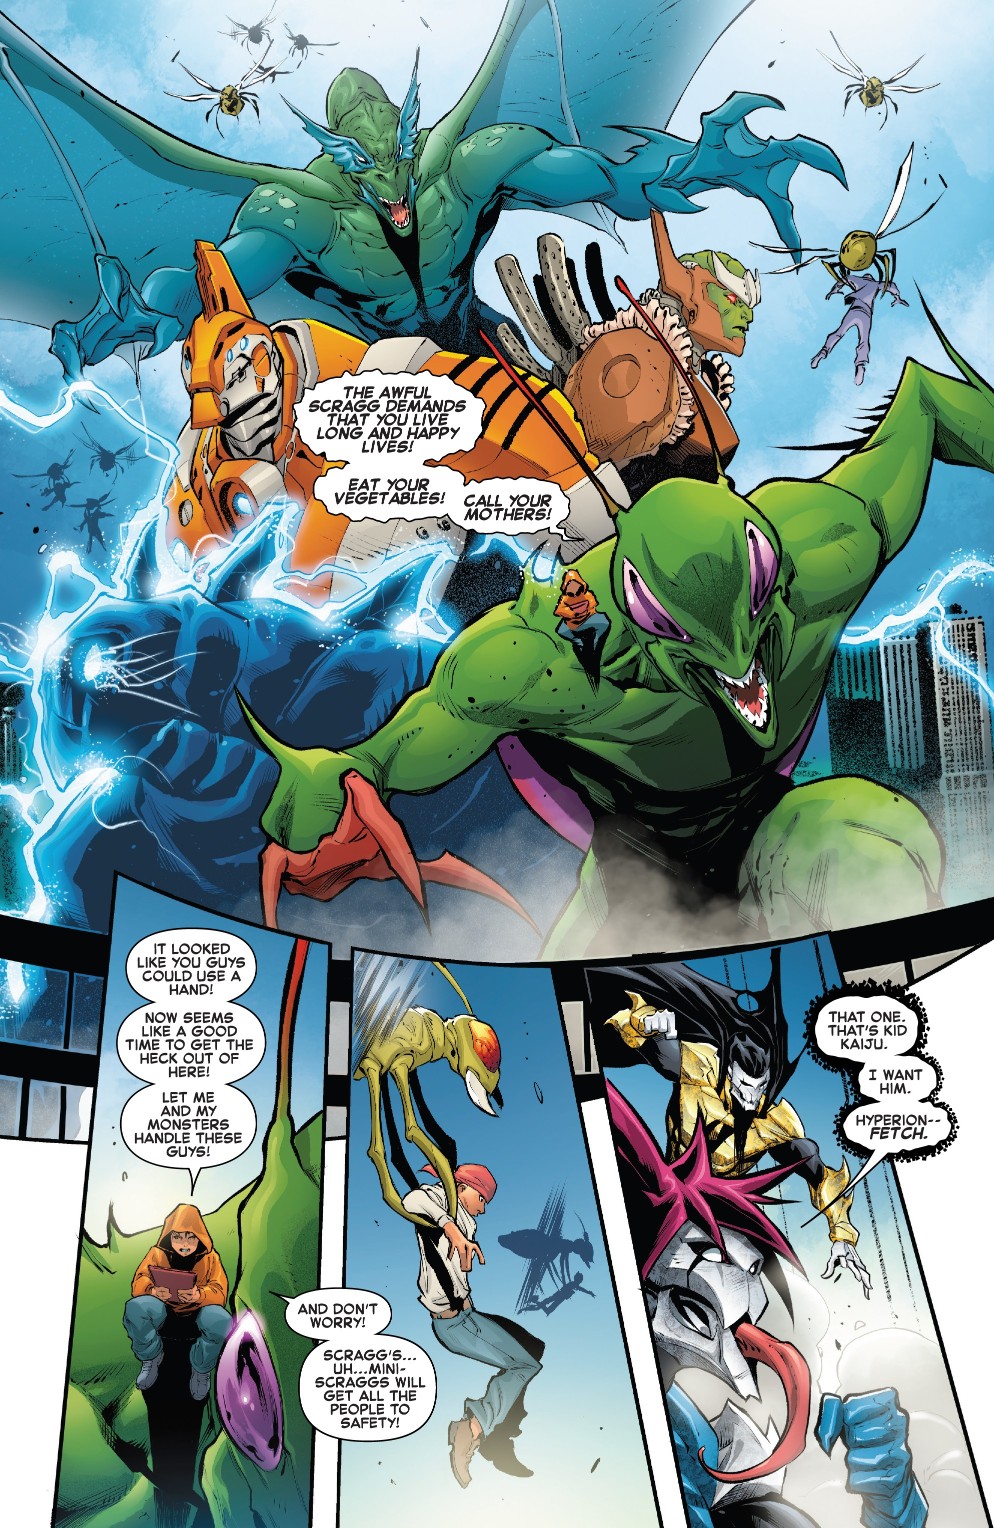 THE AWFUL
SCRAGG DEMANDS
THAT YOU LIVE
LONG AND HAPPY
LIVES!
EAT YOUR
VEGETABLES!
CALL YOUR
MOTHERS!
IT LOOKED
LIKE YOU GUYS
COULD USE A
HAND!
NOW SEEMS
LIKE A GOOD
TIME TO GET THE
HECK OUT OF
HERE!
LET ME
AND MY
MONSTERS
HANDLE THESE
GUYS!
AND DON'T
WORRY!
SCRAGG'S...
UH...MINI-
SCRAGGS WILL
GET ALL THE
PEOPLE TO
SAFETY!
THAT ONE.
THAT'S KID
KAIJU.
I WANT
HIM.
HYPERION--
FETCH.